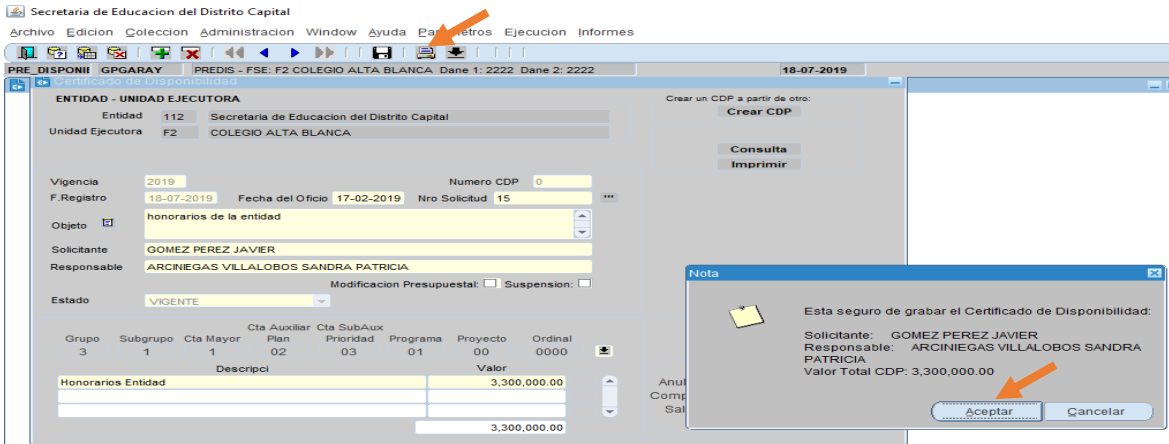 Secretaria de Educacion del Distrito Capital
Archivo Edicion Coleccion Administracion Window Ayuda Parametros Ejecucion Informes
PRE_DISPONIE GPGARAY PREDIS - FSE: F2 COLEGIO ALTA BLANCA Dane 1: 2222 Dane 2: 2222 18-07-2019
Certificado de Disponibilidad
ENTIDAD - UNIDAD EJECUTORA Crear un CDP a partir de otro:
Entidad 112 Secretaria de Educacion del Distrito Capital Crear CDP
Unidad Ejecutora F2 COLEGIO ALTA BLANCA
Consulta
Imprimir
Vigencia 2019 Numero CDP 0
F.Registro 18-07-2019 Fecha del Oficio 17-02-2019 Nro Solicitud 15
Objeto honorarios de la entidad
Solicitante GOMEZ PEREZ JAVIER
Responsable ARCINIEGAS VILLALOBOS SANDRA PATRICIA
Modificacion Presupuestal: Suspension:
Estado VIGENTE
Cta Auxiliar Cta SubAux
Grupo Subgrupo Cta Mayor Plan Prioridad Programa Proyecto Ordinal
3 1 1 02 03 01 00 0000
Descripci Valor
Honorarios Entidad 3,300,000.00
3,300,000.00
Anul
Comp
Sal
Nota
Esta seguro de grabar el Certificado de Disponibilidad:
Solicitante: GOMEZ PEREZ JAVIER
Responsable: ARCINIEGAS VILLALOBOS SANDRA
PATRICIA
Valor Total CDP: 3,300,000.00
Aceptar Cancelar